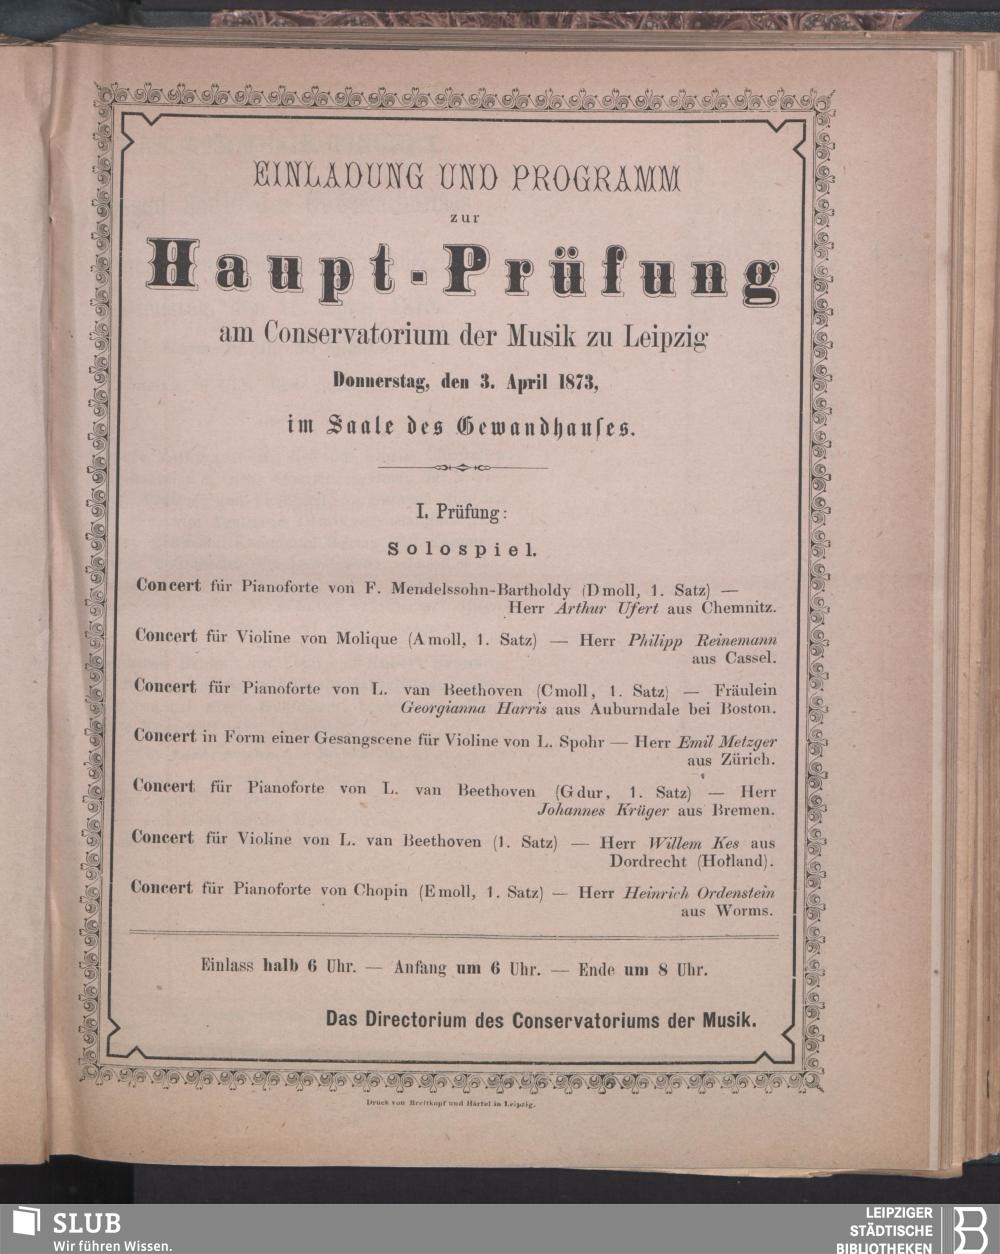 EINLADUNG UND PROGRAMM
zur
Haupt-Prüfung
am Conservatorium der Musik zu Leipzig
Donnerstag, den 3. April 1873,
im Saale des Gewandhauses.
I. Prüfung:
Solospiel.
Concert für Pianoforte von F. Mendelssohn-Bartholdy (Dmoll, 1. Satz) —
Herr Arthur Ufert aus Chemnitz.
Concert für Violine von Molique (Amoll, 1. Satz) — Herr Philipp Reinemann
aus Cassel.
Concert für Pianoforte von L. van Beethoven (Cmoll, 1. Satz) — Fräulein
Georgianna Harris aus Auburndale bei Boston.
Concert in Form einer Gesangscene für Violine von L. Spohr — Herr Emil Metzger
aus Zürich.
Concert für Pianoforte von L. van Beethoven (Gdur, 1. Satz) — Herr
Johannes Krüger aus Bremen.
Concert für Violine von L. van Beethoven (1. Satz) — Herr Willem Kes aus
Dordrecht (Holland).
Concert für Pianoforte von Chopin (Emoll, 1. Satz) — Herr Heinrich Ordenstein
aus Worms.
Einlass halb 6 Uhr. — Anfang um 6 Uhr. — Ende um 8 Uhr.
Das Directorium des Conservatoriums der Musik.
Druck von Breitkopf und Härtel in Leipzig.
SLUB
Wir führen Wissen.
LEIPZIGER
STÄDTISCHE
BIBLIOTHEKEN